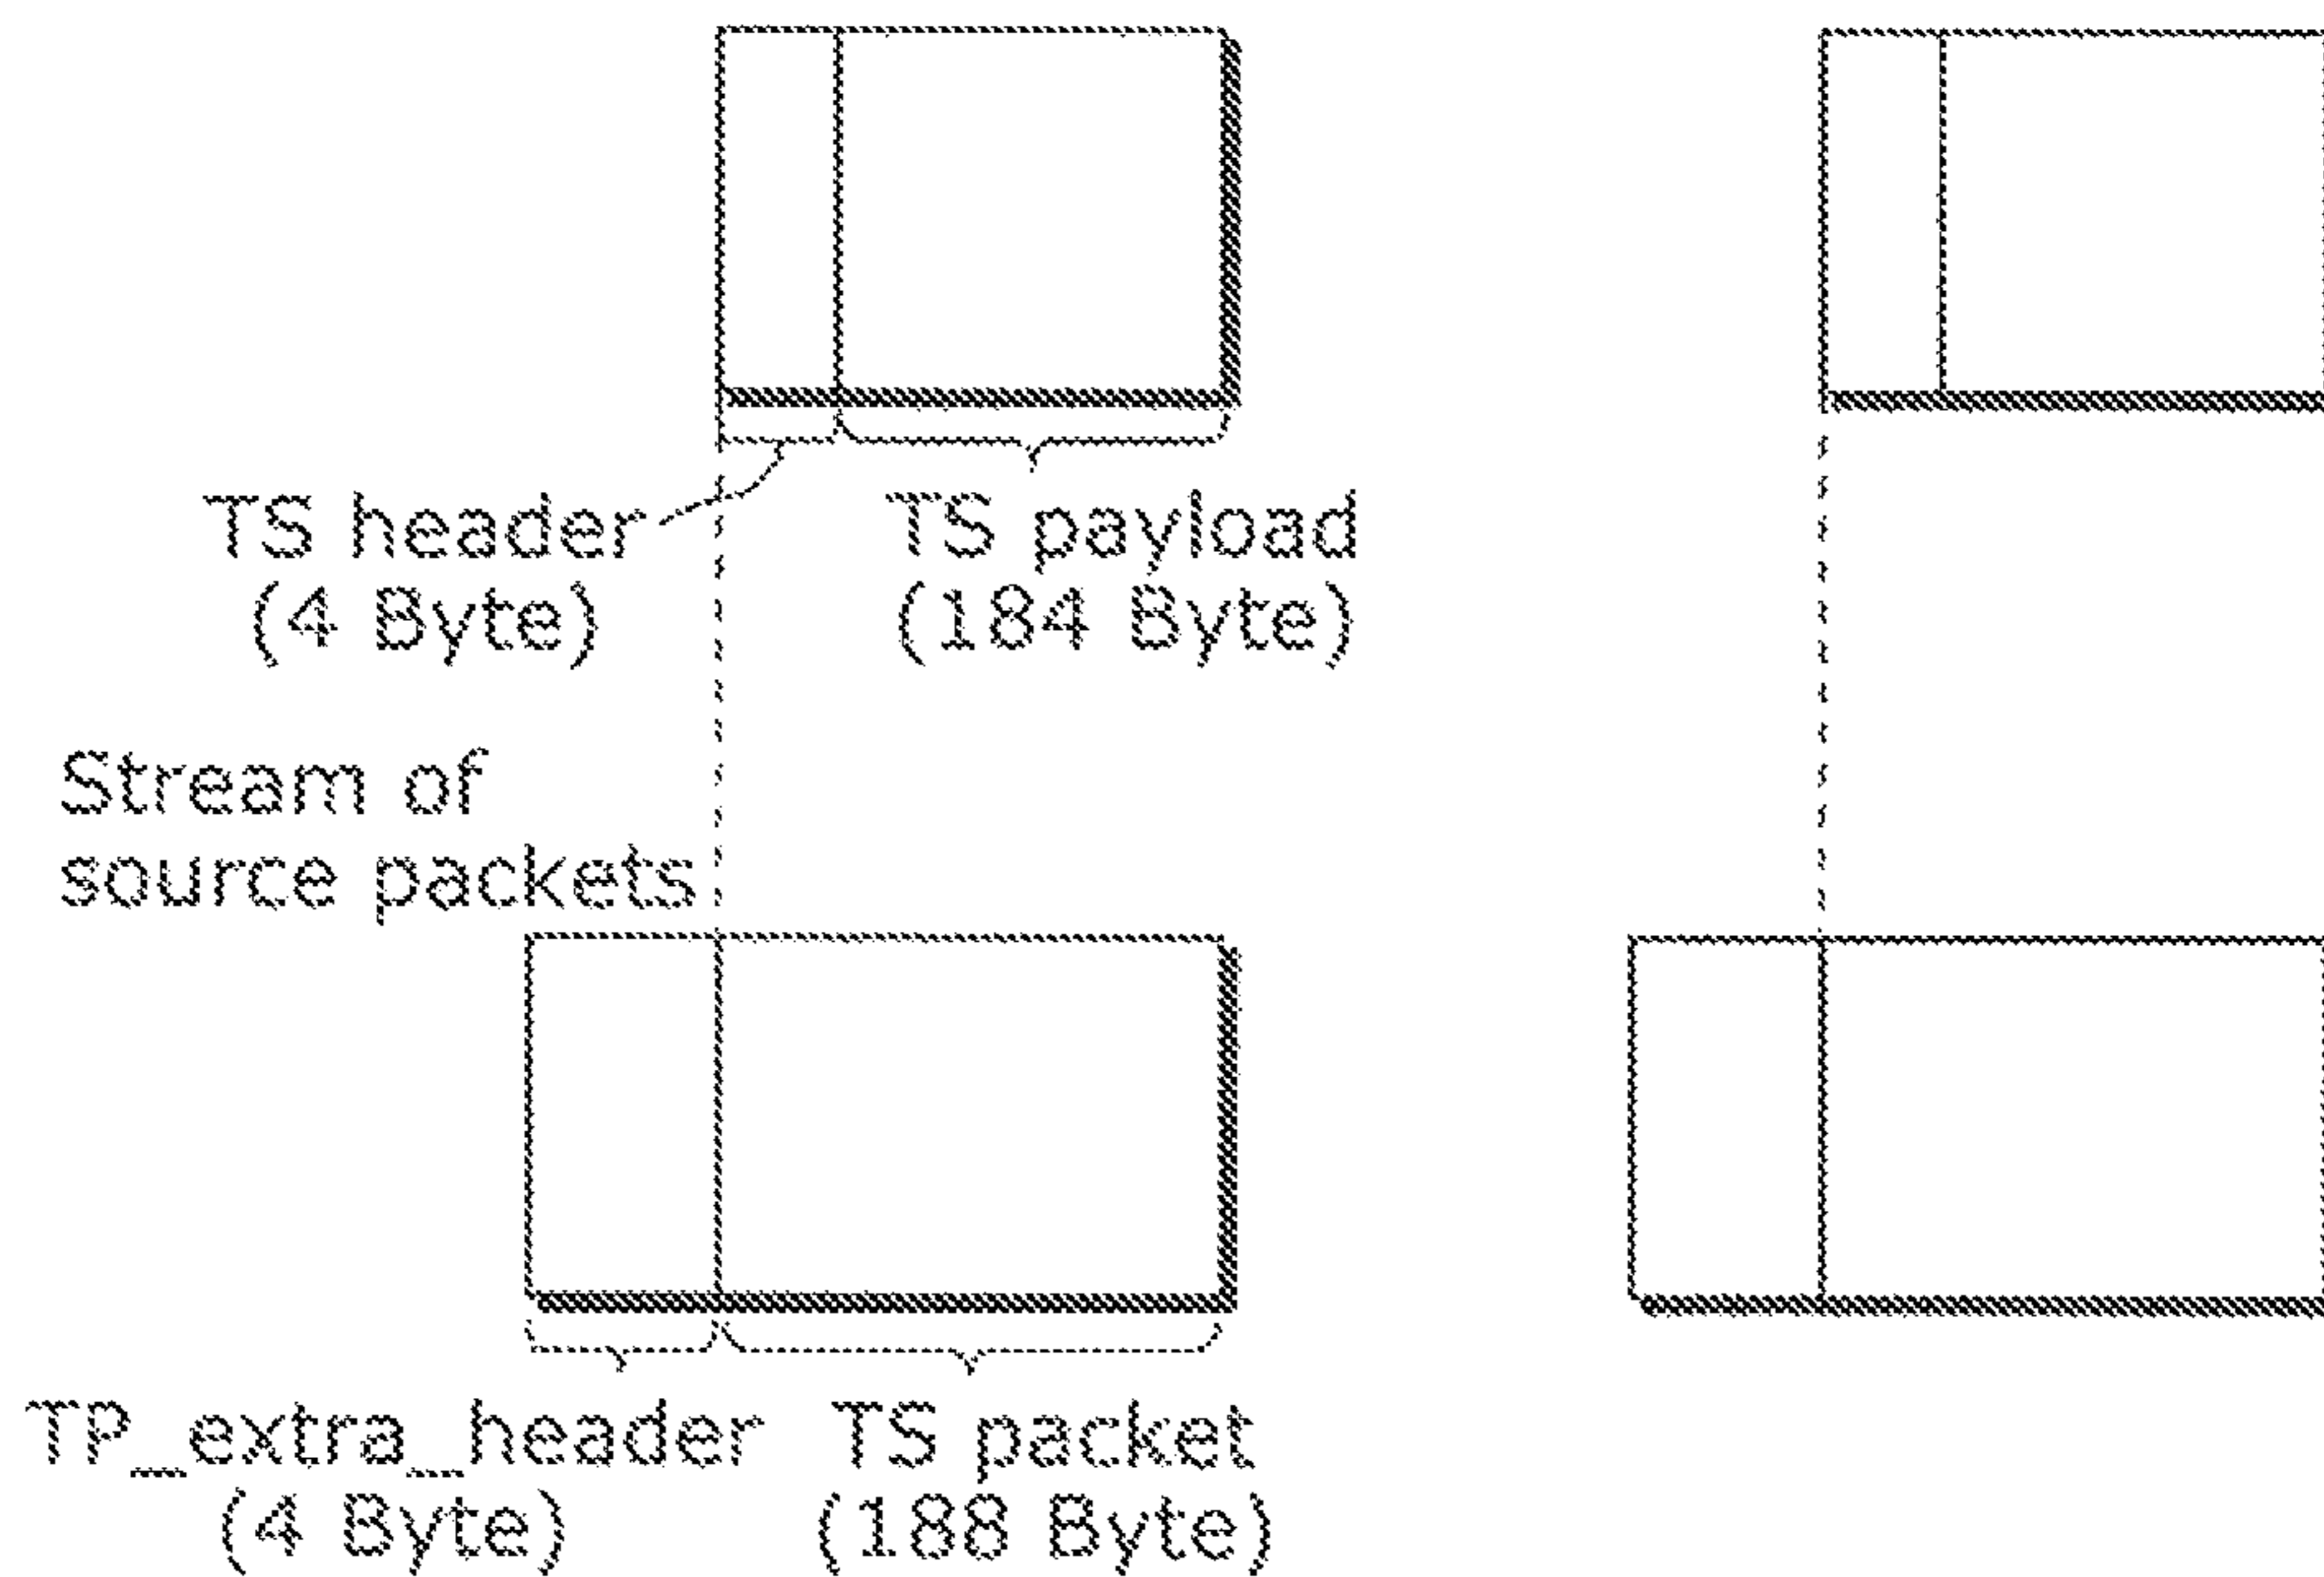 TS header
(4 Byte)
TS payload
(184 Byte)
Stream of
source packets
TP_extra_header
(4 Byte)
TS packet
(188 Byte)